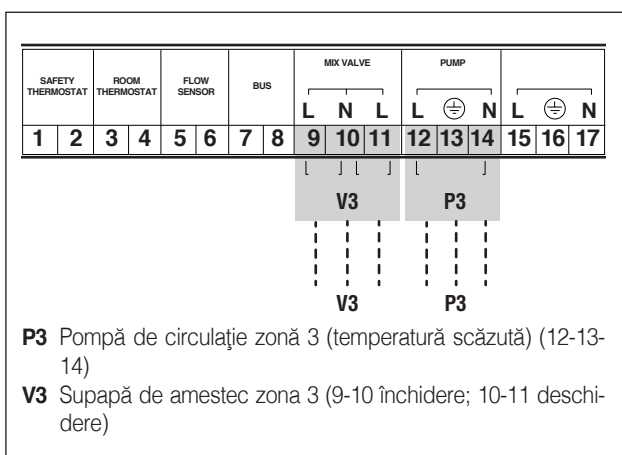 SAFETY THERMOSTAT ROOM THERMOSTAT FLOW SENSOR BUS MIX VALVE PUMP
L N L L N L N
1 2 3 4 5 6 7 8 9 10 11 12 13 14 15 16 17
V3 P3
V3 P3
P3 Pompă de circulaţie zonă 3 (temperatură scăzută) (12-13-
14)
V3 Supapă de amestec zona 3 (9-10 închidere; 10-11 deschi-
dere)